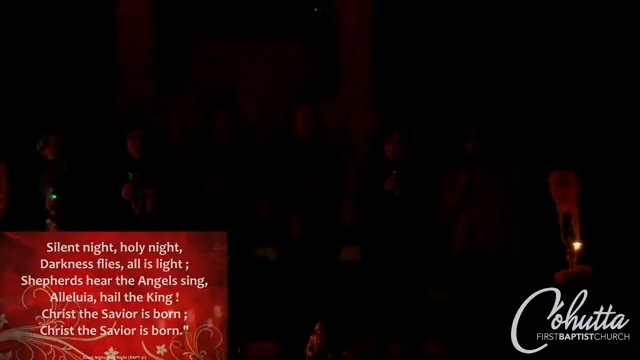 Silent night, holy night,
Darkness flies, all is light ;
Shepherds hear the Angels sing,
Alleluia, hail the King !
Christ the Savior is born ;
Christ the Savior is born."
Cohutta
FIRSTBAPTISTCHURCH